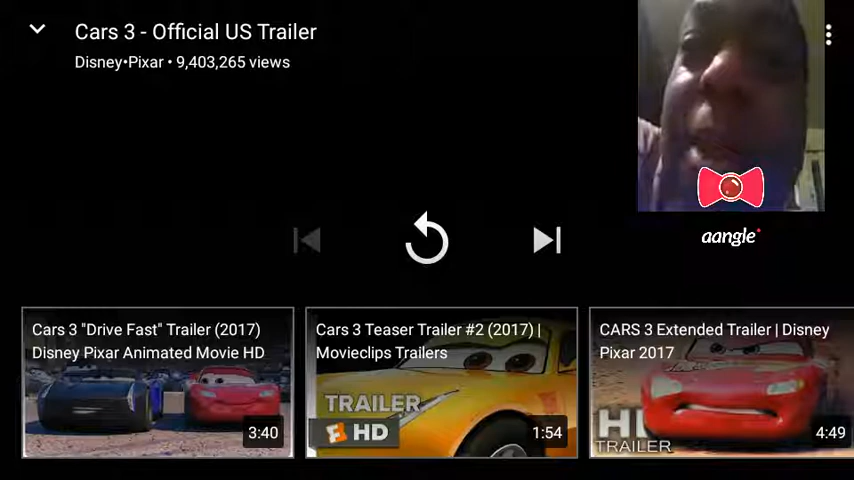 Cars 3 - Official US Trailer
Disney•Pixar • 9,403,265 views
aangle
Cars 3 "Drive Fast" Trailer (2017)
Disney Pixar Animated Movie HD
3:40
Cars 3 Teaser Trailer #2 (2017) |
Movieclips Trailers
TRAILER
HD
1:54
CARS 3 Extended Trailer | Disney
Pixar 2017
HD
TRAILER
4:49